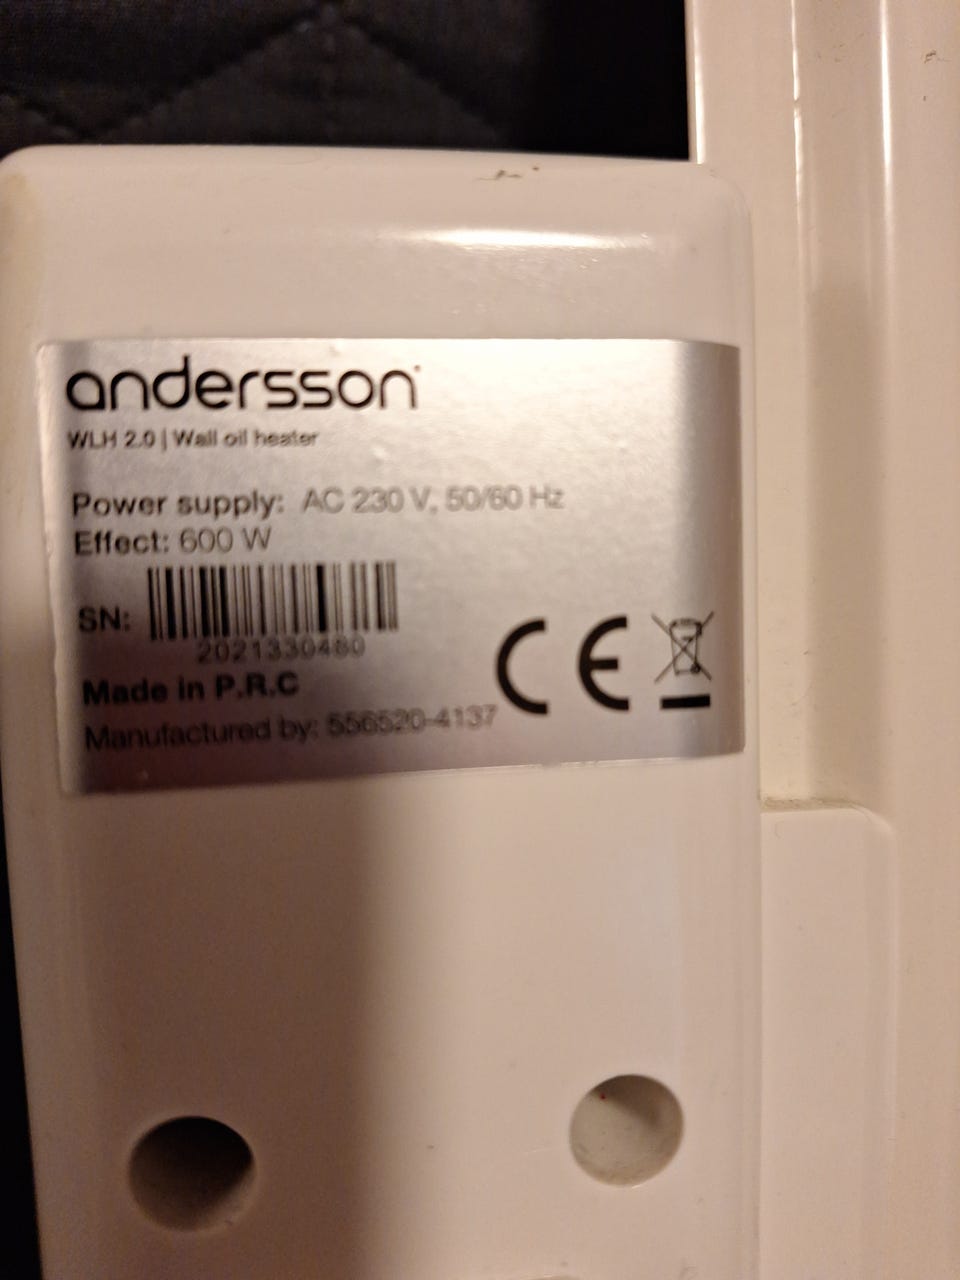 andersson
WLH 2.0 | Wall oil heater
Power supply: AC 230 V, 50/60 Hz
Effect: 600 W
SN:
2021330480
Made in P.R.C
Manufactured by: 556520-4137
CE